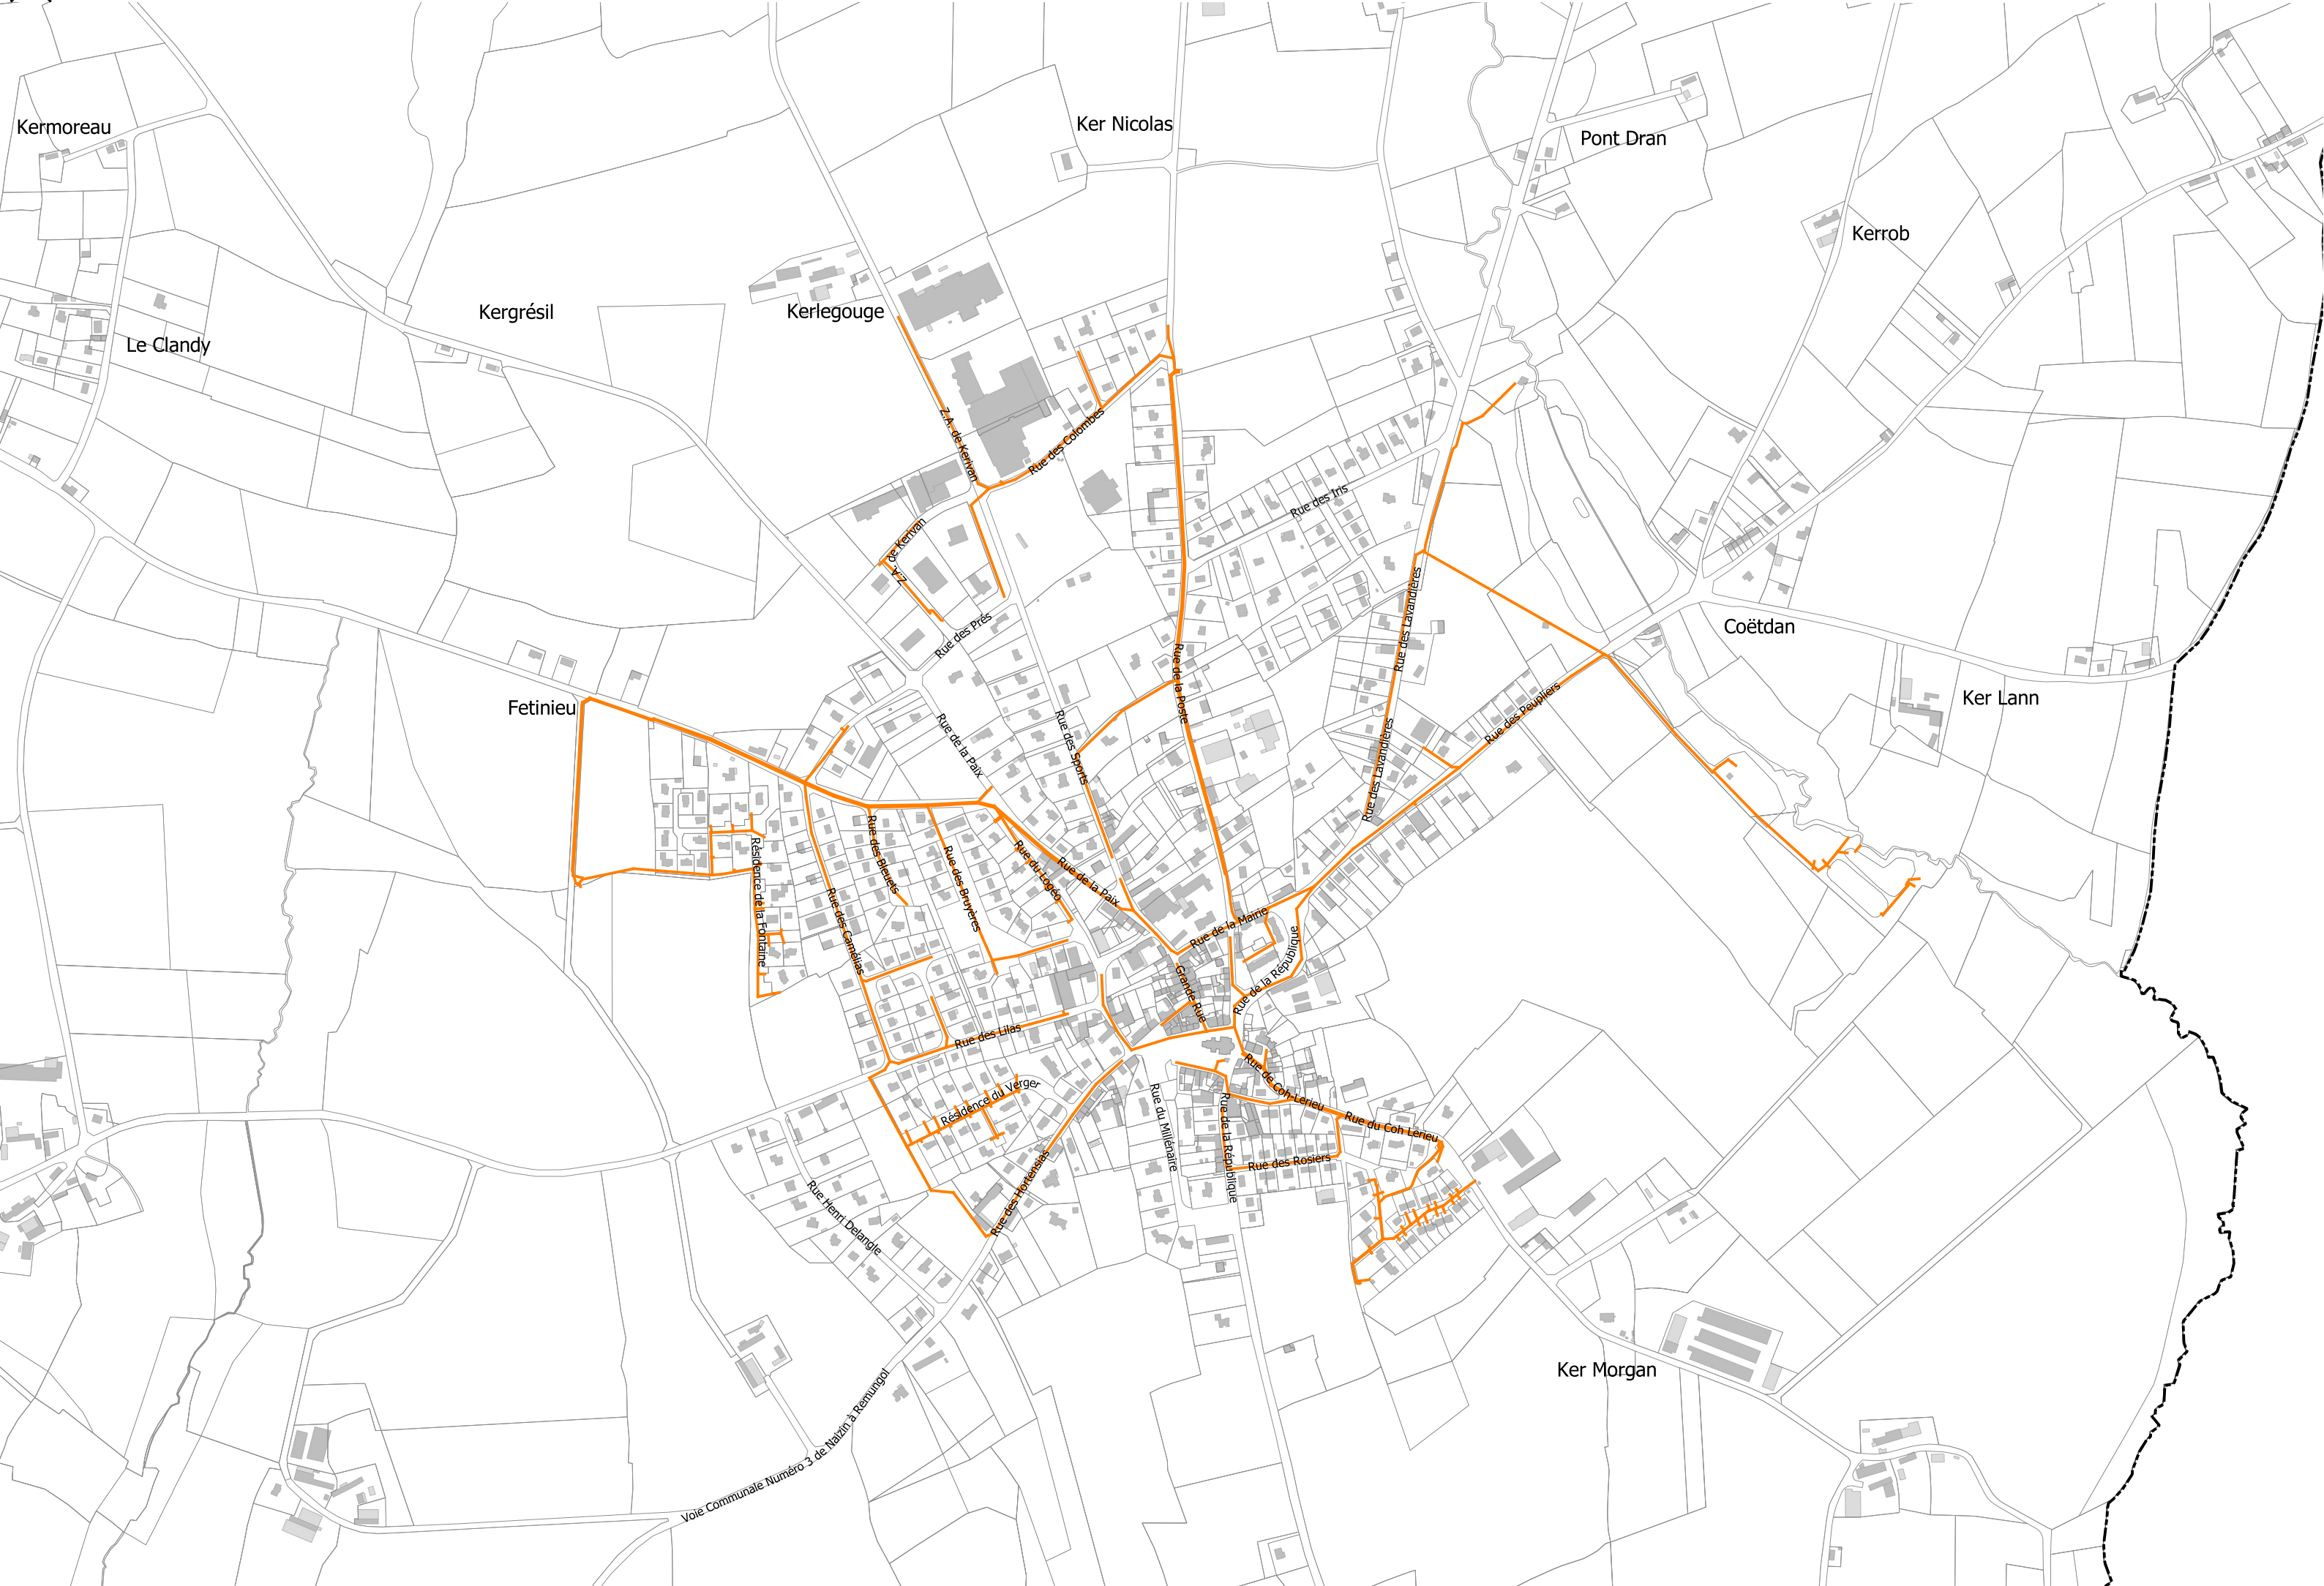 Kermoreau
Ker Nicolas
Pont Dran
Kerrob
Kergrésil
Kerlegouge
Le Clandy
Z.A. de Kerivan
Rue des Colombes
Rue des Iris
Z.A. de Kerivan
Rue des Prés
Rue des Lavandières
Coëtdan
Ker Lann
Fetinieu
Rue de la Paix
Rue des Sports
Rue de la Poste
Rue des Peupliers
Rue des Lavandières
Résidence de la Fontaine
Rue des Bleuets
Rue des Bruyères
Rue du Logéo
Rue de la Paix
Rue des Camélias
Rue de la Mairie
Grande Rue
Rue de la République
Rue des Lilas
Résidence du Verger
Rue de Coh-Lerieu
Rue du Coh Lerieu
Rue du Millénaire
Rue de la République
Rue des Rosiers
Rue des Hortensias
Rue Henri Delangle
Ker Morgan
Voie Communale Numéro 3 de Naizin à Remungol